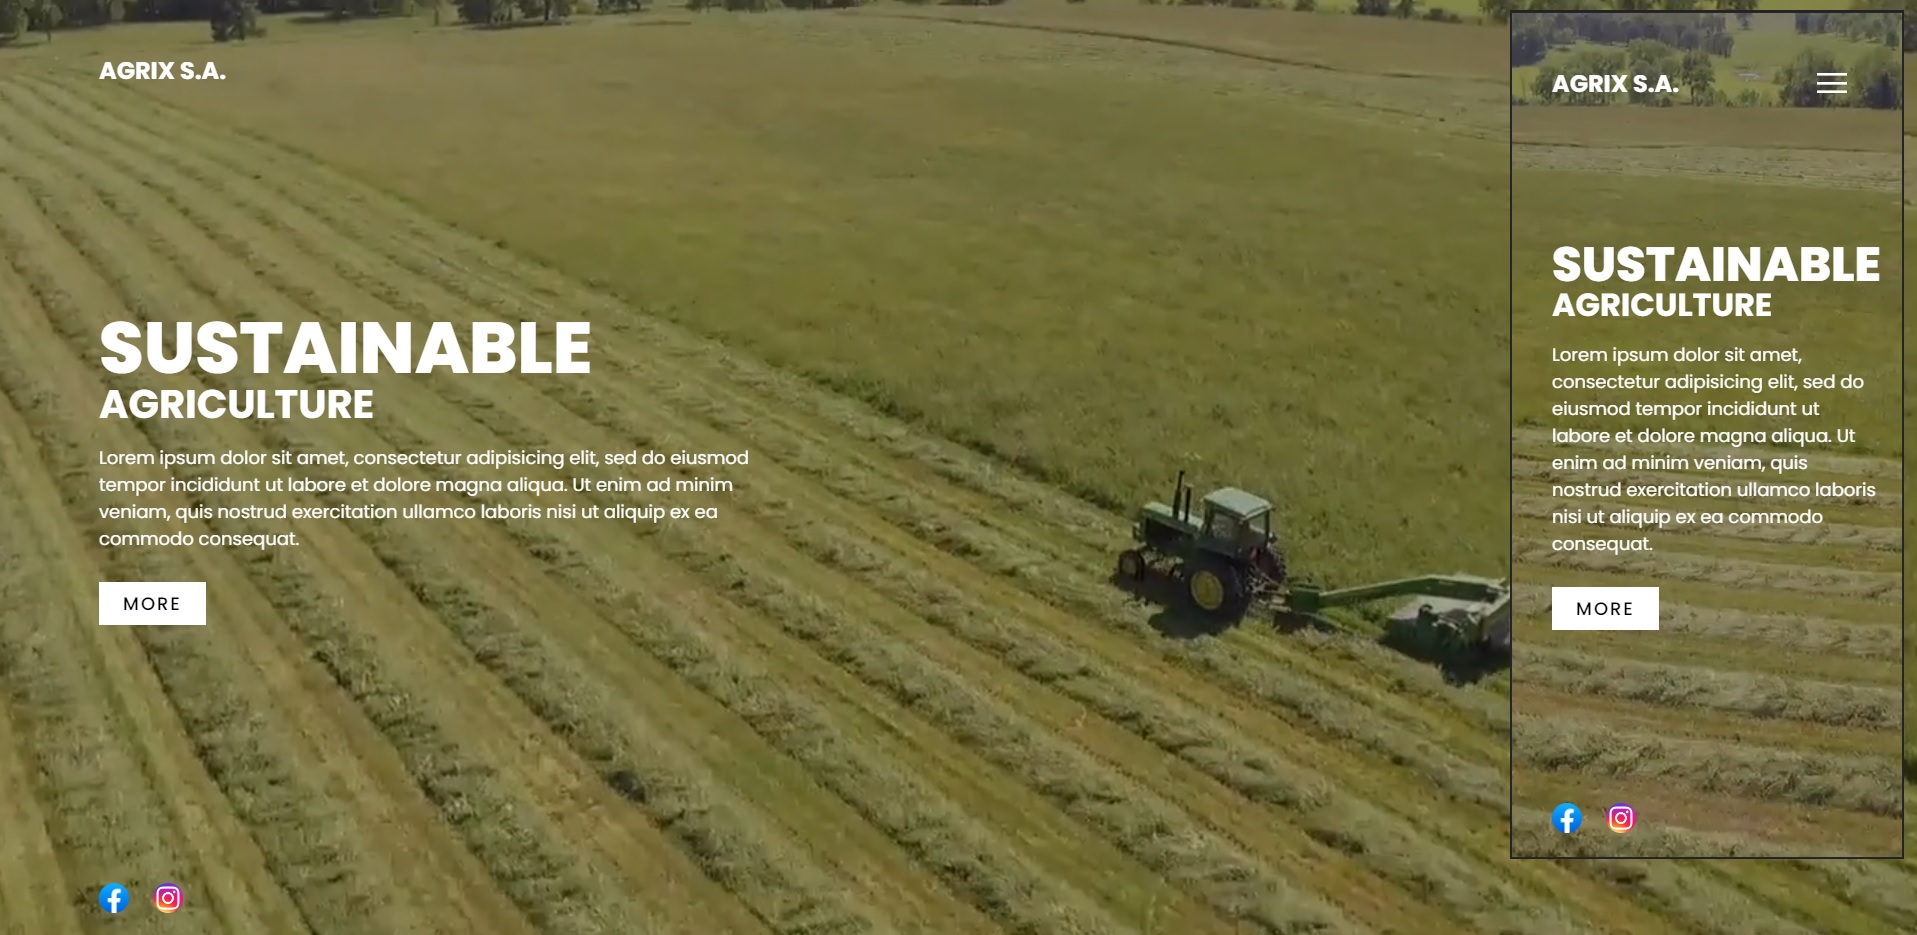 AGRIX S.A.
SUSTAINABLE
AGRICULTURE
Lorem ipsum dolor sit amet, consectetur adipisicing elit, sed do eiusmod
tempor incididunt ut labore et dolore magna aliqua. Ut enim ad minim
veniam, quis nostrud exercitation ullamco laboris nisi ut aliquip ex ea
commodo consequat.
MORE
AGRIX S.A.
SUSTAINABLE
AGRICULTURE
Lorem ipsum dolor sit amet,
consectetur adipisicing elit, sed do
eiusmod tempor incididunt ut
labore et dolore magna aliqua. Ut
enim ad minim veniam, quis
nostrud exercitation ullamco laboris
nisi ut aliquip ex ea commodo
consequat.
MORE